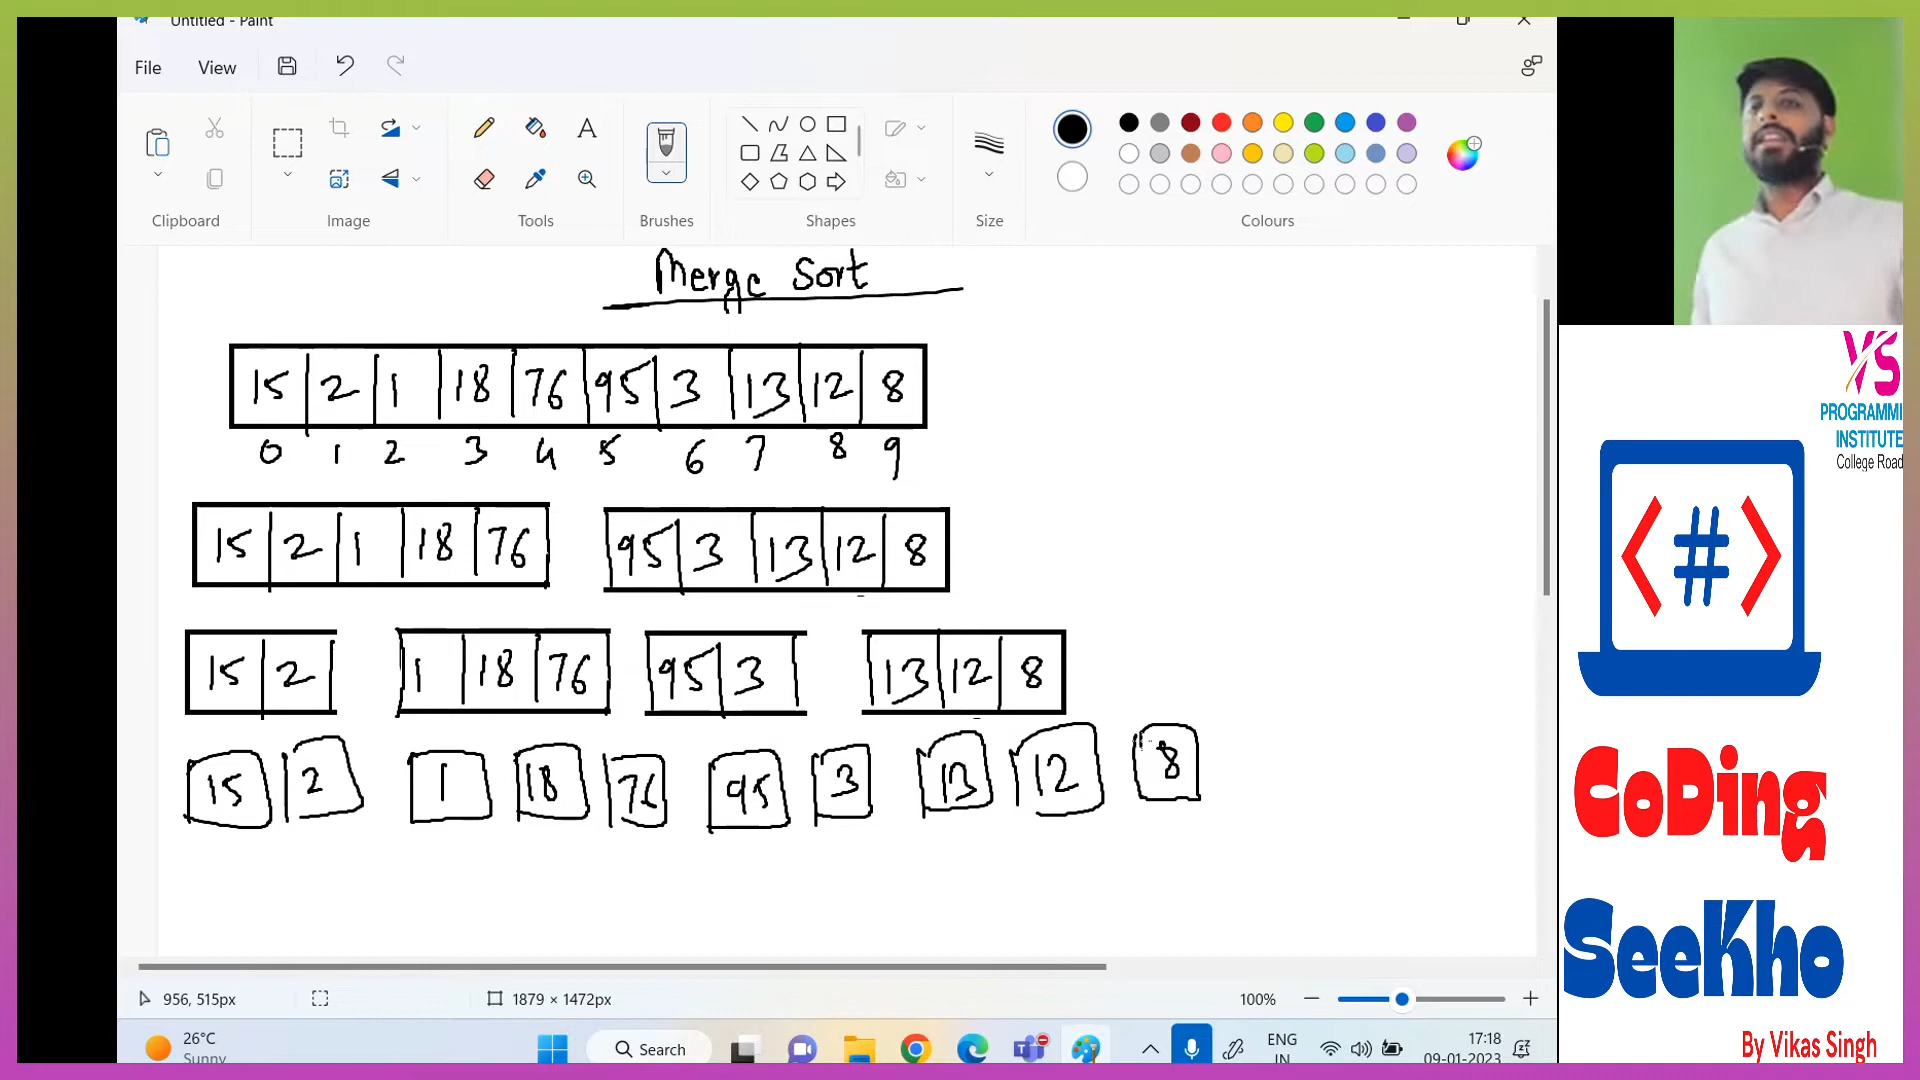 Untitled - Paint
File View
Clipboard Image Tools Brushes Shapes Size Colours
Merge Sort
15 2 1 18 76 95 3 13 12 8
0 1 2 3 4 5 6 7 8 9
15 2 1 18 76 95 3 13 12 8
15 2 1 18 76 95 3 13 12 8
15 2 1 18 76 95 3 13 12 8
956, 515px 1879 × 1472px 100%
26°C
Sunny
Search
ENG
IN
17:18
09-01-2023
VS
PROGRAMMI
INSTITUTE
College Road
<#>
CoDing
SeeKho
By Vikas Singh